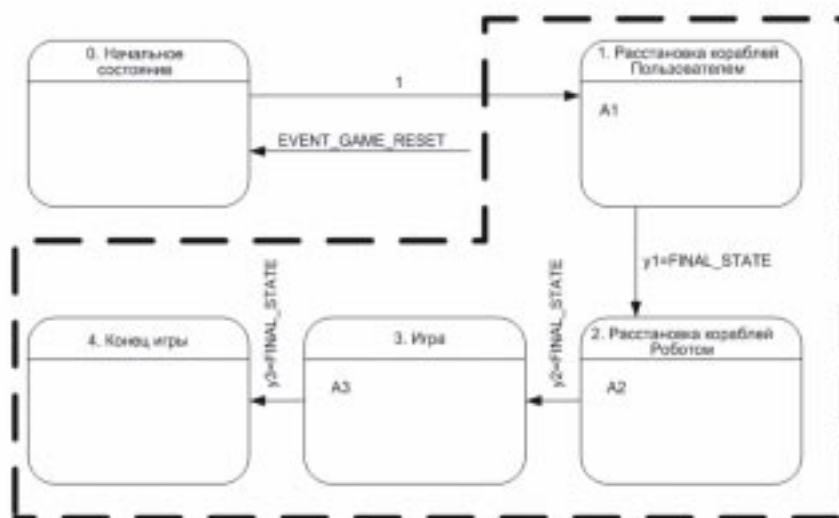 0. Начальное
состояние
1. Расстановка кораблей
Пользователем
1
A1
EVENT_GAME_RESET
y1=FINAL_STATE
4. Конец игры
y3=FINAL_STATE
3. Игра
A3
y2=FINAL_STATE
2. Расстановка кораблей
Роботом
A2